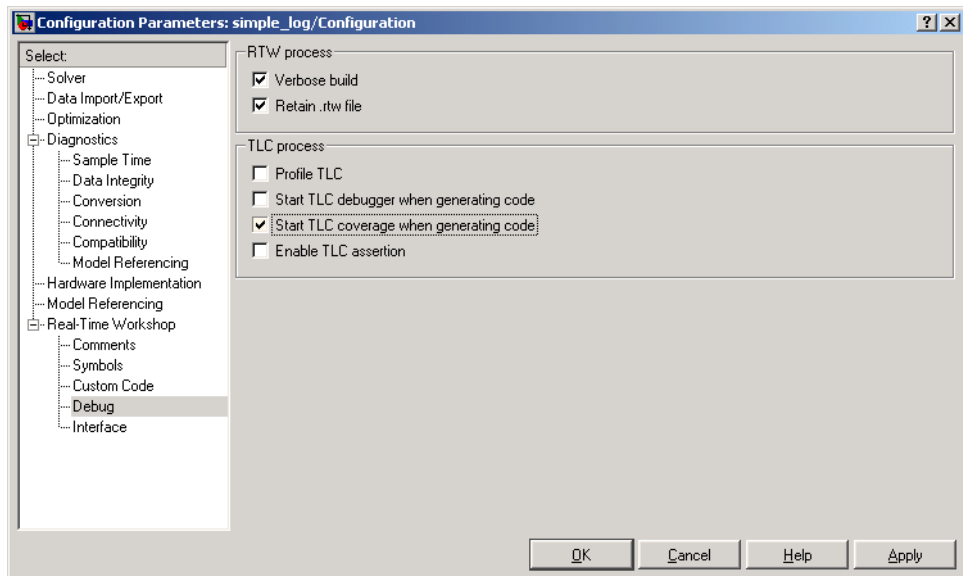 Configuration Parameters: simple_log/Configuration
Select:
Solver
Data Import/Export
Optimization
Diagnostics
Sample Time
Data Integrity
Conversion
Connectivity
Compatibility
Model Referencing
Hardware Implementation
Model Referencing
Real-Time Workshop
Comments
Symbols
Custom Code
Debug
Interface
RTW process
Verbose build
Retain .rtw file
TLC process
Profile TLC
Start TLC debugger when generating code
Start TLC coverage when generating code
Enable TLC assertion
OK
Cancel
Help
Apply